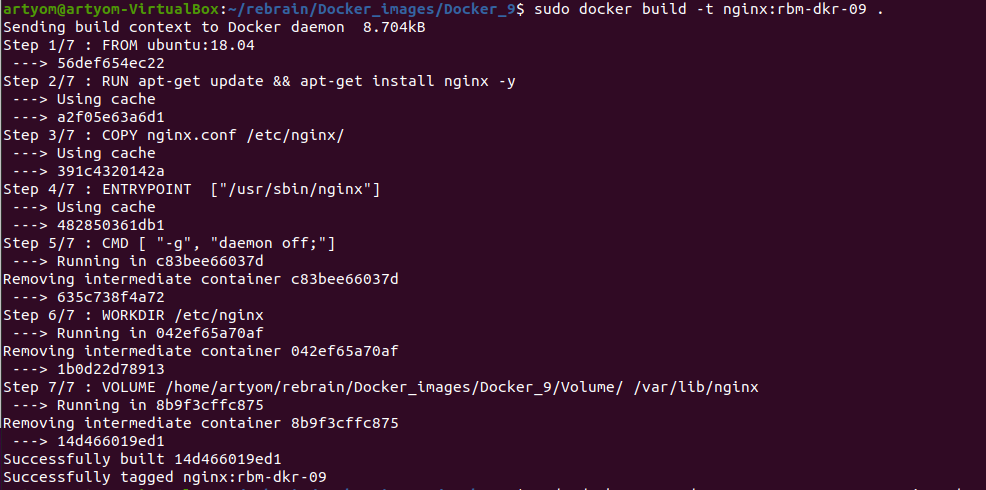 artyom@artyom-VirtualBox:~/rebrain/Docker_images/Docker_9$ sudo docker build -t nginx:rbm-dkr-09 .
Sending build context to Docker daemon  8.704kB
Step 1/7 : FROM ubuntu:18.04
 ---> 56def654ec22
Step 2/7 : RUN apt-get update && apt-get install nginx -y
 ---> Using cache
 ---> a2f05e63a6d1
Step 3/7 : COPY nginx.conf /etc/nginx/
 ---> Using cache
 ---> 391c4320142a
Step 4/7 : ENTRYPOINT  ["/usr/sbin/nginx"]
 ---> Using cache
 ---> 482850361db1
Step 5/7 : CMD [ "-g", "daemon off;"]
 ---> Running in c83bee66037d
Removing intermediate container c83bee66037d
 ---> 635c738f4a72
Step 6/7 : WORKDIR /etc/nginx
 ---> Running in 042ef65a70af
Removing intermediate container 042ef65a70af
 ---> 1b0d22d78913
Step 7/7 : VOLUME /home/artyom/rebrain/Docker_images/Docker_9/Volume/ /var/lib/nginx
 ---> Running in 8b9f3cffc875
Removing intermediate container 8b9f3cffc875
 ---> 14d466019ed1
Successfully built 14d466019ed1
Successfully tagged nginx:rbm-dkr-09